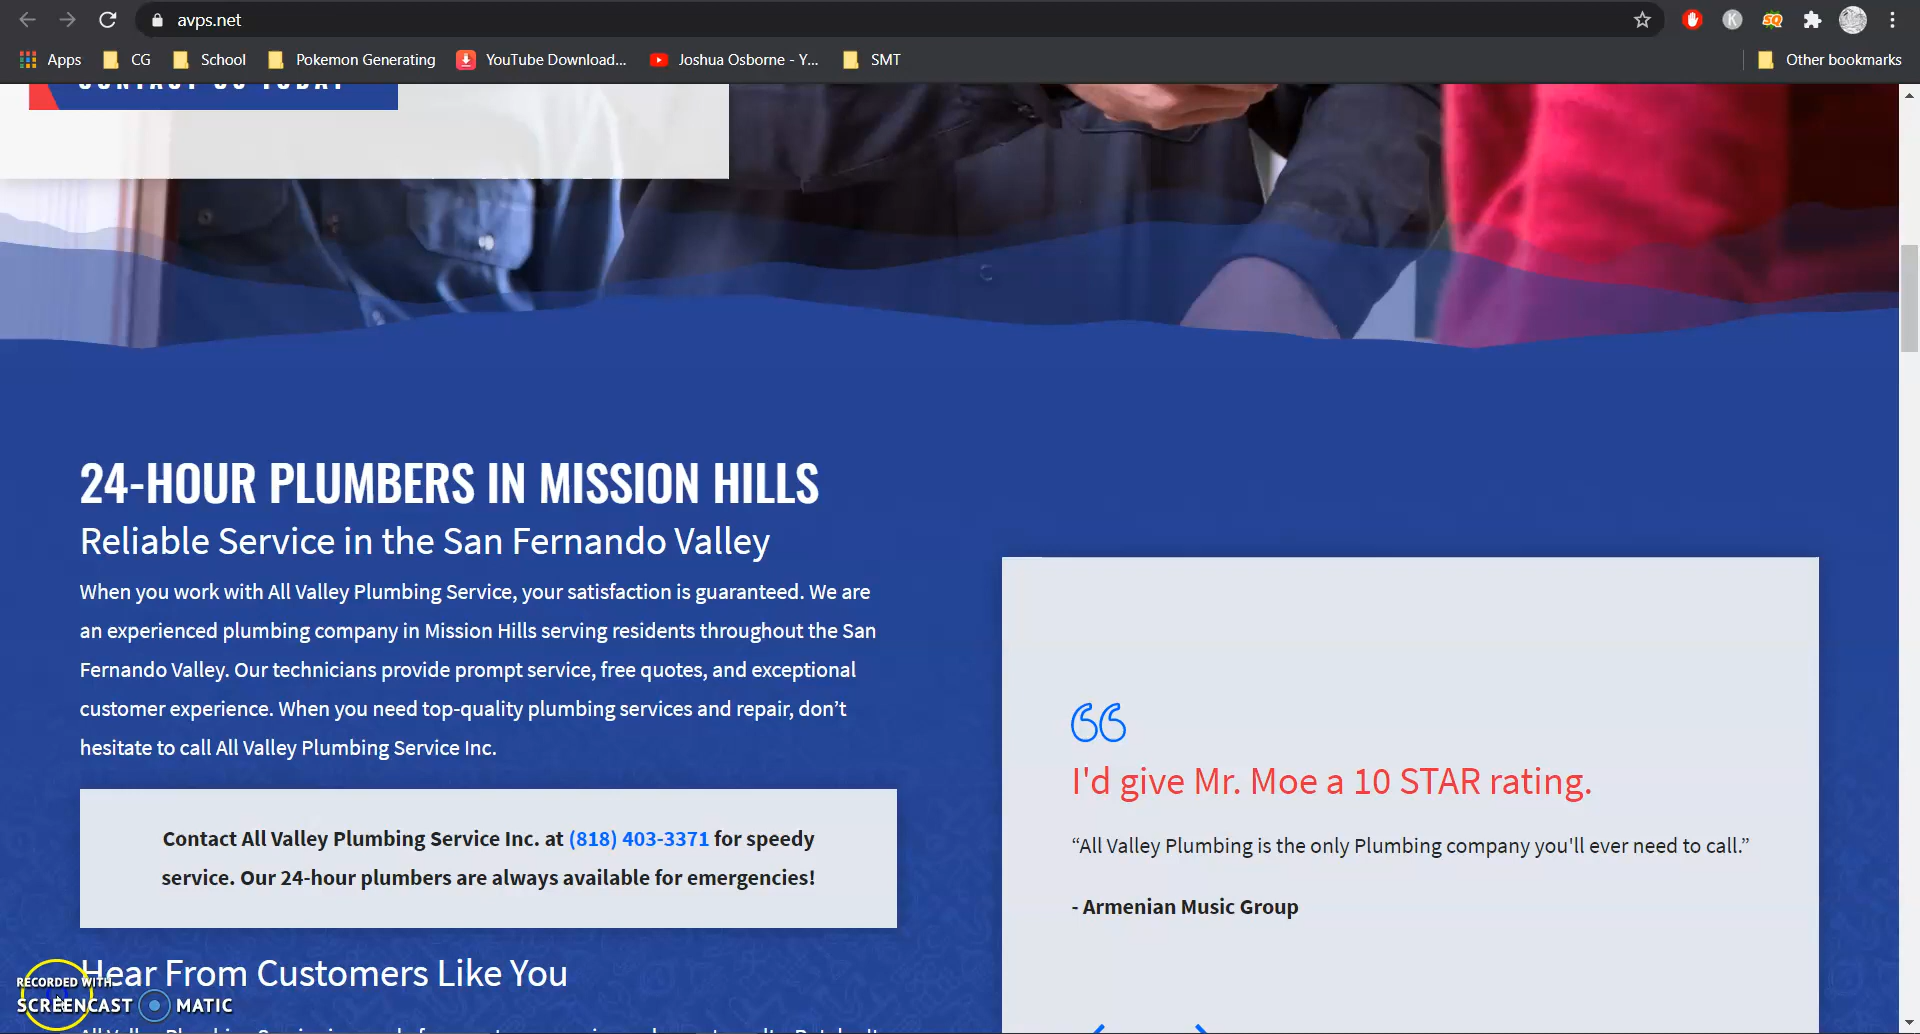 avps.net
Apps
CG
School
Pokemon Generating
YouTube Download...
Joshua Osborne - Y...
SMT
Other bookmarks
K
SQ
CONTACT US TODAY
24-HOUR PLUMBERS IN MISSION HILLS
Reliable Service in the San Fernando Valley
When you work with All Valley Plumbing Service, your satisfaction is guaranteed. We are
an experienced plumbing company in Mission Hills serving residents throughout the San
Fernando Valley. Our technicians provide prompt service, free quotes, and exceptional
customer experience. When you need top-quality plumbing services and repair, don’t
hesitate to call All Valley Plumbing Service Inc.
Contact All Valley Plumbing Service Inc. at (818) 403-3371 for speedy
service. Our 24-hour plumbers are always available for emergencies!
Hear From Customers Like You
I'd give Mr. Moe a 10 STAR rating.
“All Valley Plumbing is the only Plumbing company you'll ever need to call.”
- Armenian Music Group
RECORDED WITH
SCREENCAST MATIC